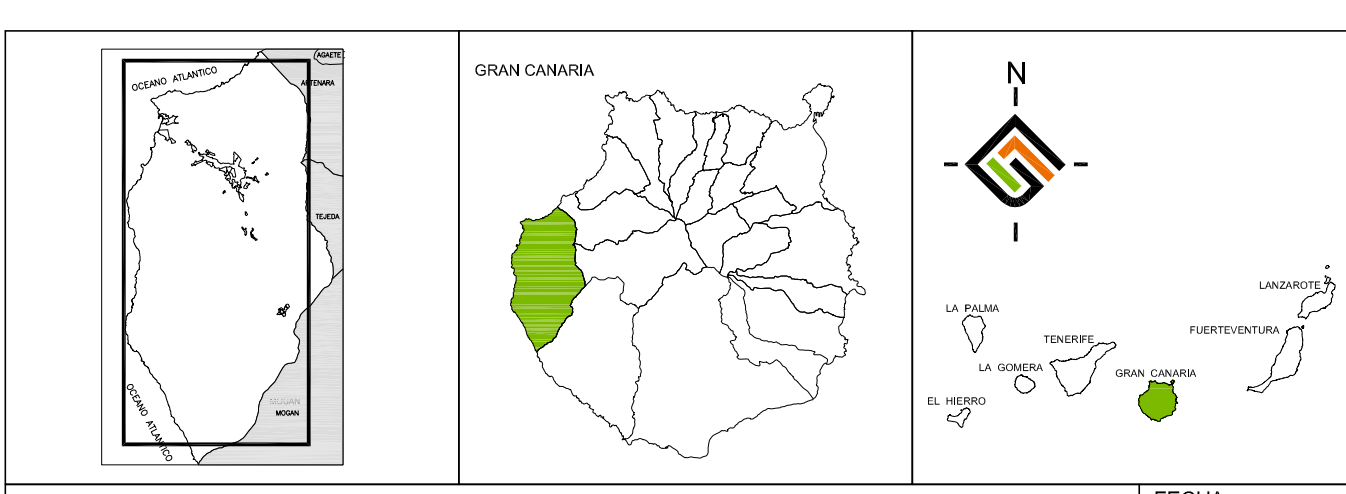 OCEANO ATLANTICO
AGAETE
ARTENARA
TEJEDA
MOGAN
MOGAN
OCEANO ATLANTICO
GRAN CANARIA
N
LANZAROTE
LA PALMA
FUERTEVENTURA
TENERIFE
LA GOMERA
GRAN CANARIA
EL HIERRO
FECHA